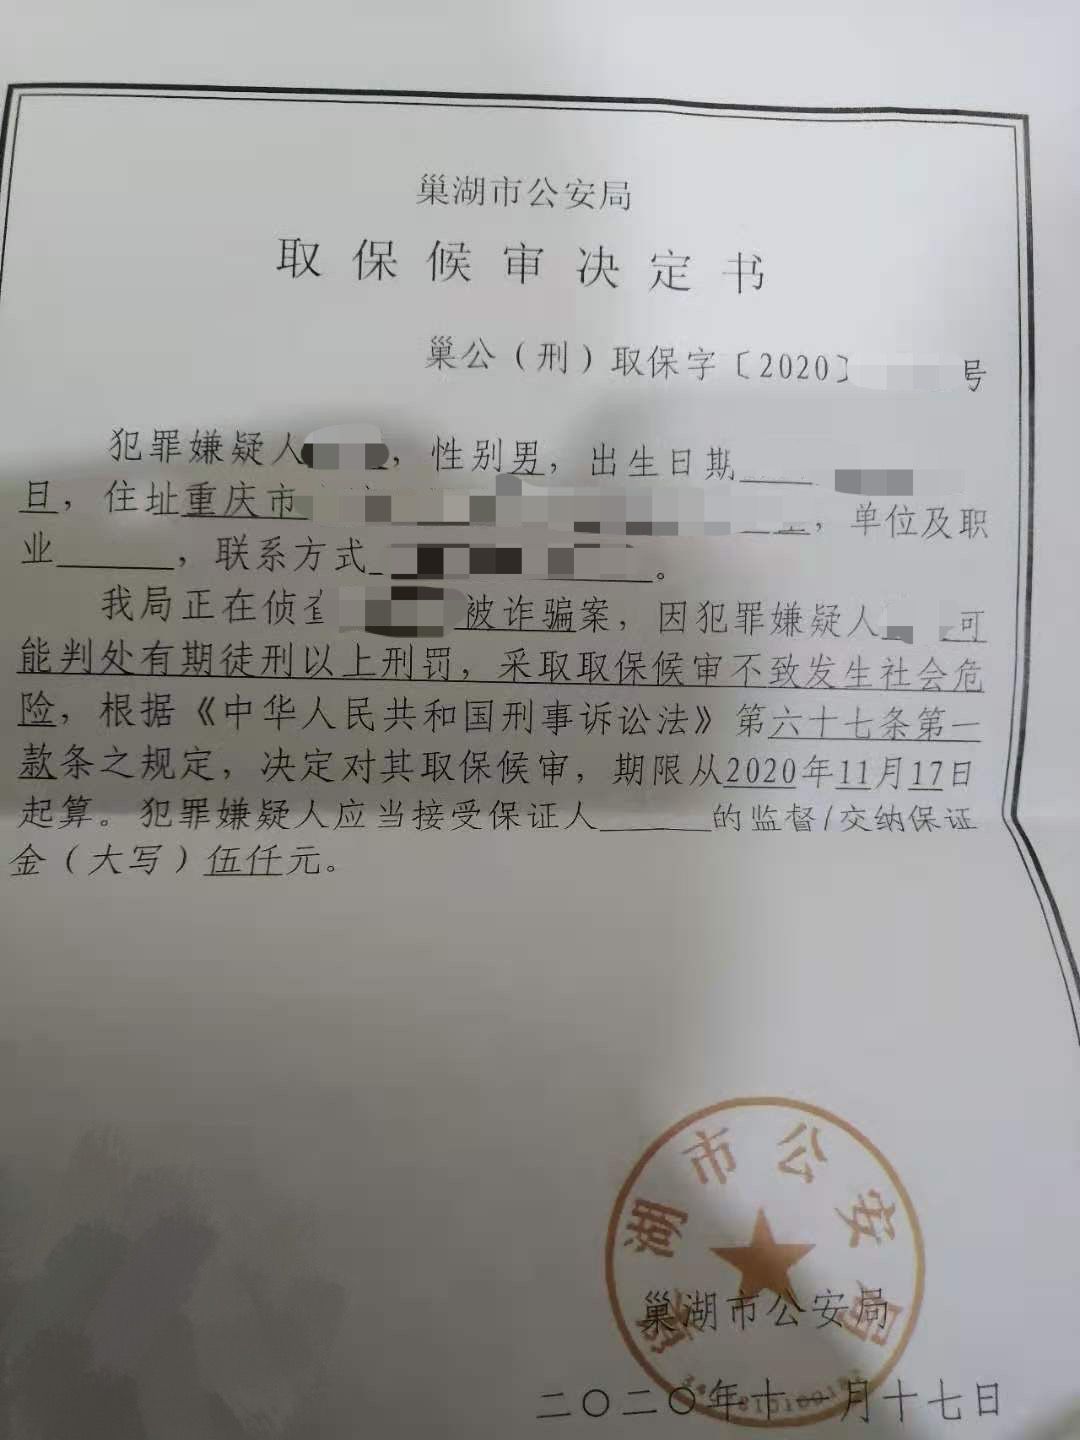 巢湖市公安局
取保候审决定书
巢公（刑）取保字〔2020〕 号
犯罪嫌疑人 ，性别男，出生日期
日，住址重庆市 ，单位及职
业 ，联系方式 。
我局正在侦查 被诈骗案，因犯罪嫌疑人 可
能判处有期徒刑以上刑罚，采取取保候审不致发生社会危
险，根据《中华人民共和国刑事诉讼法》第六十七条第一
款条之规定，决定对其取保候审，期限从2020年11月17日
起算。犯罪嫌疑人应当接受保证人 的监督/交纳保证
金（大写）伍仟元。
巢湖市公安局
巢湖市公安局
二〇二〇年十一月十七日